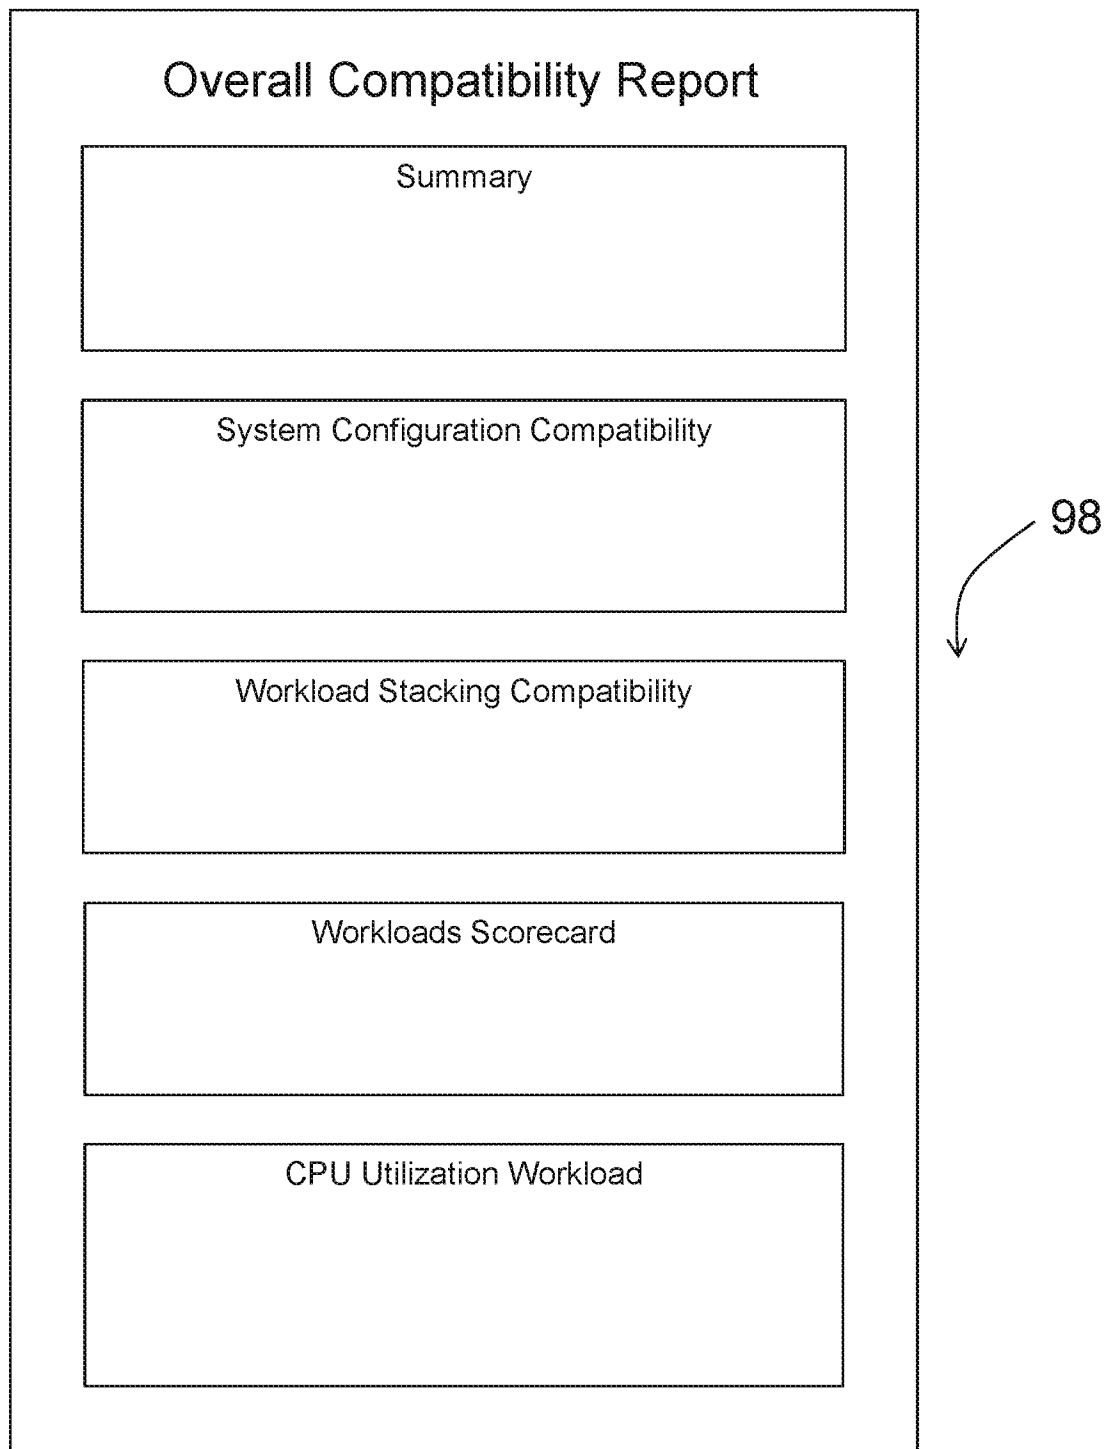 Overall Compatibility Report
Summary
System Configuration Compatibility
98
Workload Stacking Compatibility
Workloads Scorecard
CPU Utilization Workload